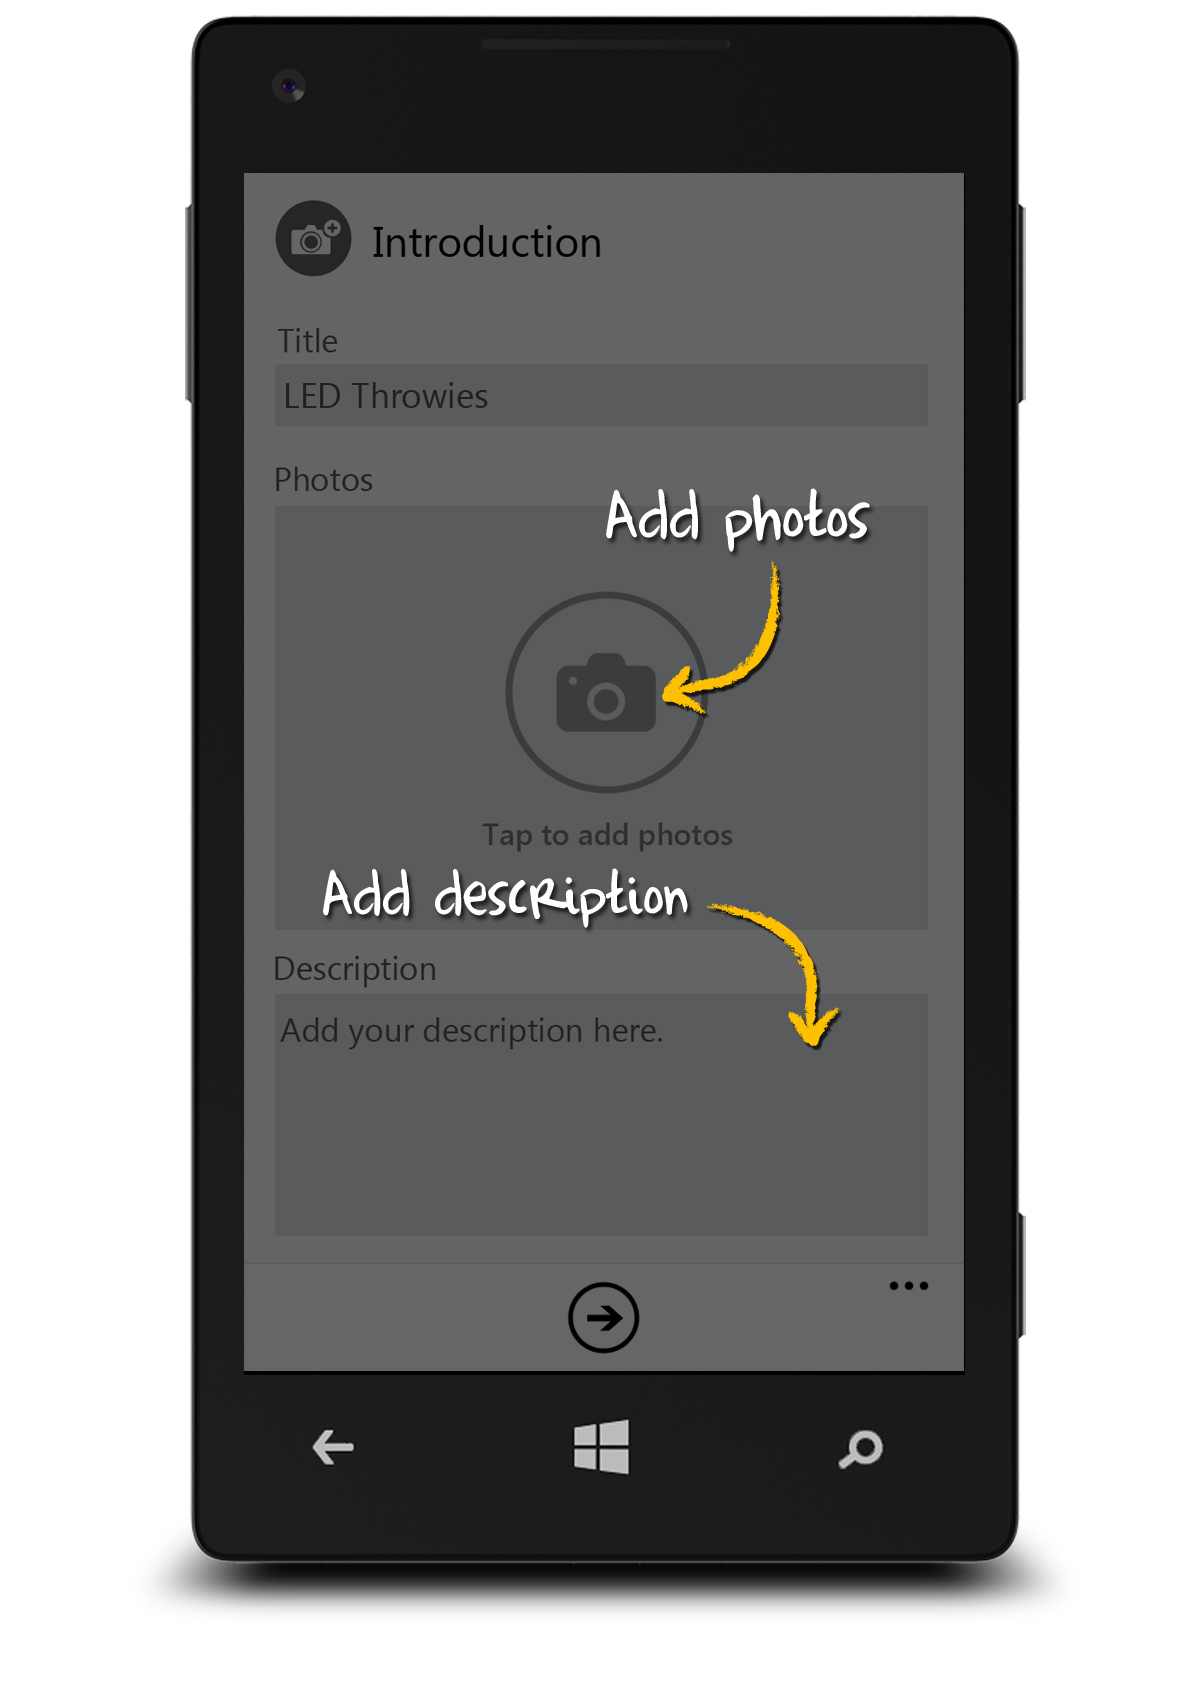 Introduction
Title
LED Throwies
Photos
Add photos
Tap to add photos
Add description
Description
Add your description here.